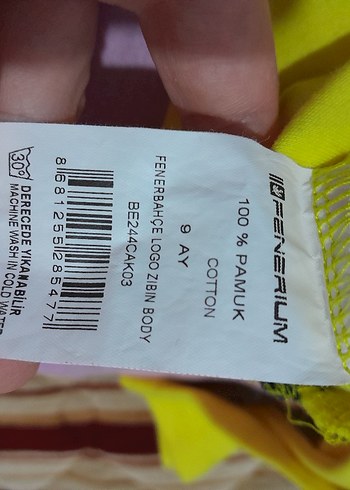 FENERIUM
100 % PAMUK
COTTON
9 AY
FENERBAHÇE LOGO ZIBIN BODY
BE244CAK03
8681255285477
30°
DERECEDE YIKANABİLİR
MACHINE WASH IN COLD WATER